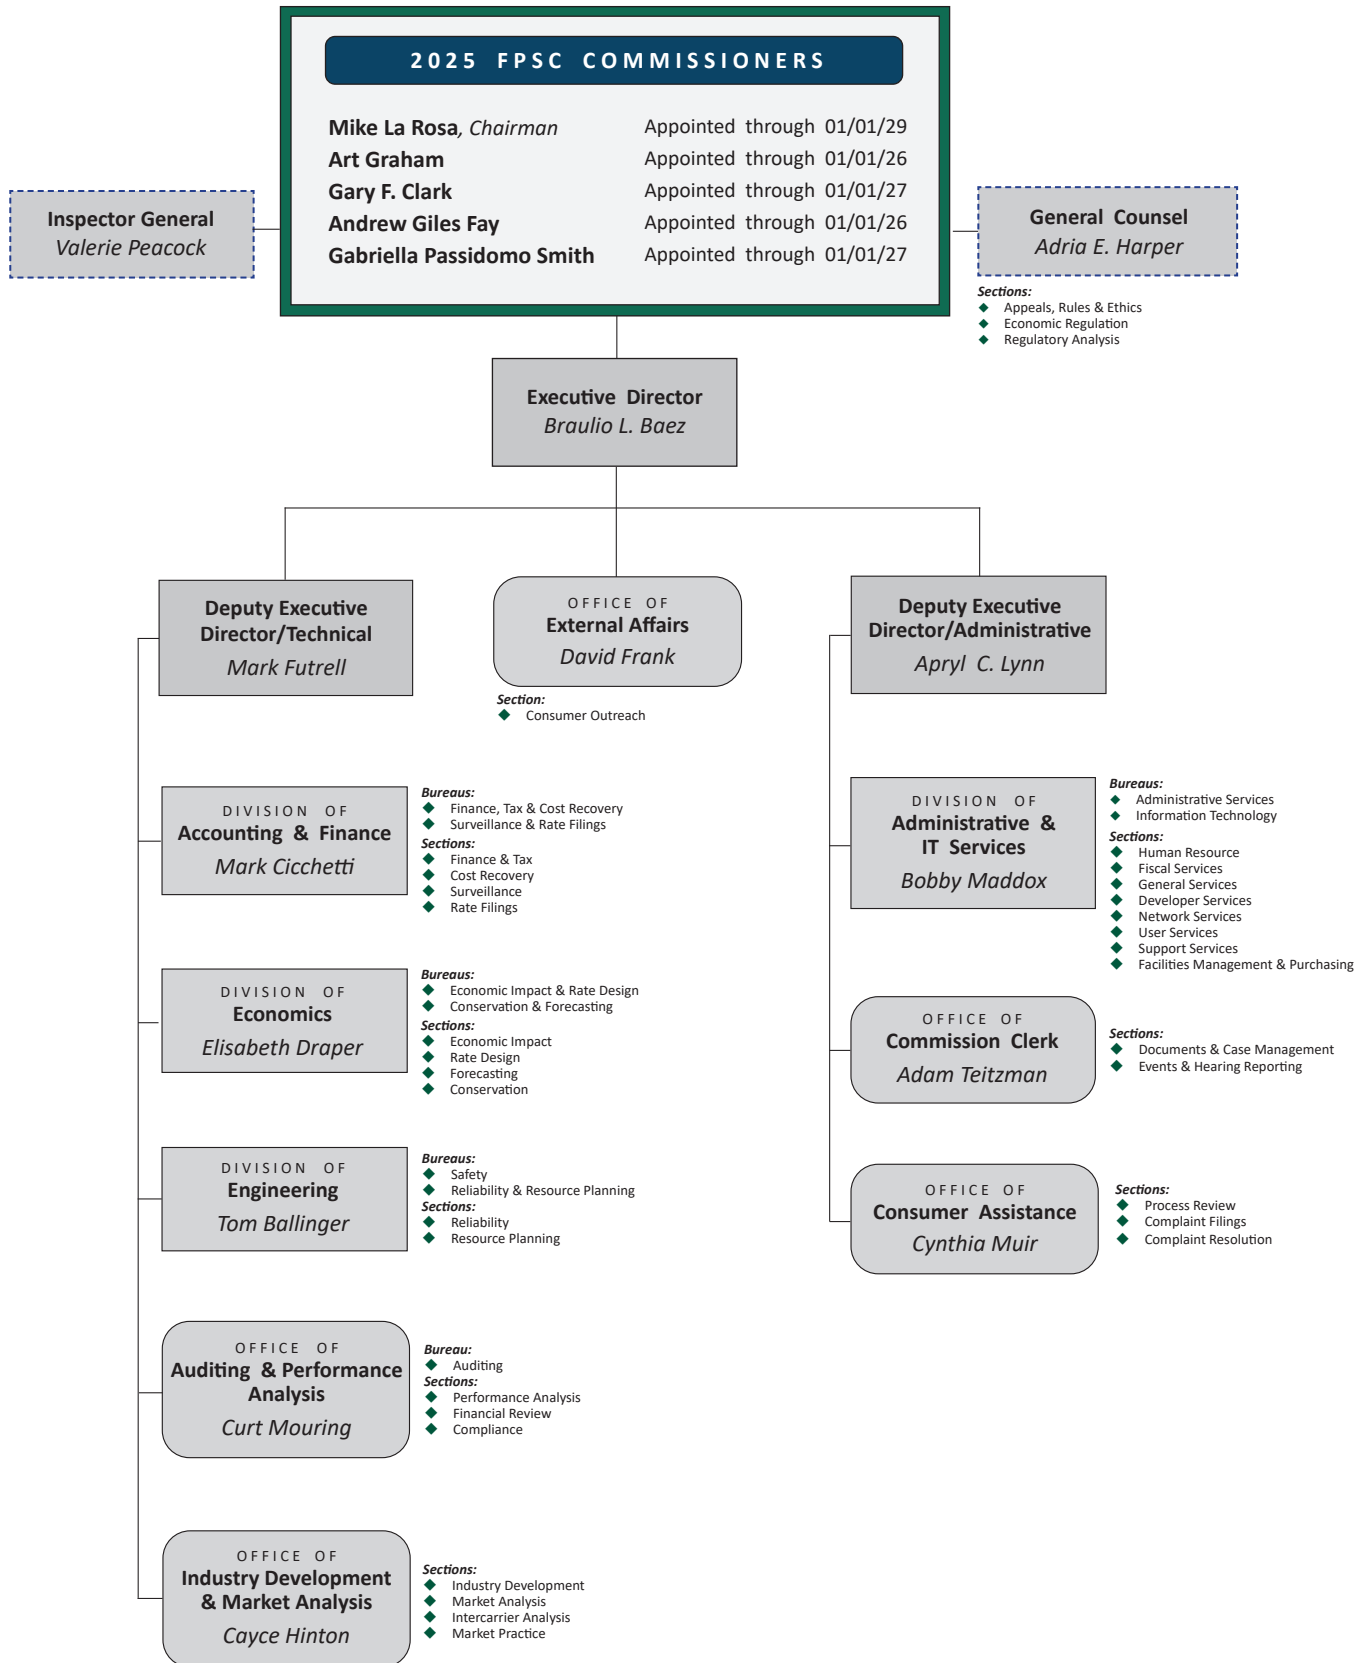 2025 FPSC COMMISSIONERS
Mike La Rosa, Chairman Appointed through 01/01/29
Art Graham Appointed through 01/01/26
Gary F. Clark Appointed through 01/01/27
Andrew Giles Fay Appointed through 01/01/26
Gabriella Passidomo Smith Appointed through 01/01/27
Inspector General
Valerie Peacock
General Counsel
Adria E. Harper
Sections:
Appeals, Rules & Ethics
Economic Regulation
Regulatory Analysis
Executive Director
Braulio L. Baez
Deputy Executive
Director/Technical
Mark Futrell
OFFICE OF
External Affairs
David Frank
Section:
Consumer Outreach
Deputy Executive
Director/Administrative
Apryl C. Lynn
DIVISION OF
Accounting & Finance
Mark Cicchetti
Bureaus:
Finance, Tax & Cost Recovery
Surveillance & Rate Filings
Sections:
Finance & Tax
Cost Recovery
Surveillance
Rate Filings
DIVISION OF
Economics
Elisabeth Draper
Bureaus:
Economic Impact & Rate Design
Conservation & Forecasting
Sections:
Economic Impact
Rate Design
Forecasting
Conservation
DIVISION OF
Engineering
Tom Ballinger
Bureaus:
Safety
Reliability & Resource Planning
Sections:
Reliability
Resource Planning
OFFICE OF
Auditing & Performance
Analysis
Curt Mouring
Bureau:
Auditing
Sections:
Performance Analysis
Financial Review
Compliance
OFFICE OF
Industry Development
& Market Analysis
Cayce Hinton
Sections:
Industry Development
Market Analysis
Intercarrier Analysis
Market Practice
DIVISION OF
Administrative &
IT Services
Bobby Maddox
Bureaus:
Administrative Services
Information Technology
Sections:
Human Resource
Fiscal Services
General Services
Developer Services
Network Services
User Services
Support Services
Facilities Management & Purchasing
OFFICE OF
Commission Clerk
Adam Teitzman
Sections:
Documents & Case Management
Events & Hearing Reporting
OFFICE OF
Consumer Assistance
Cynthia Muir
Sections:
Process Review
Complaint Filings
Complaint Resolution